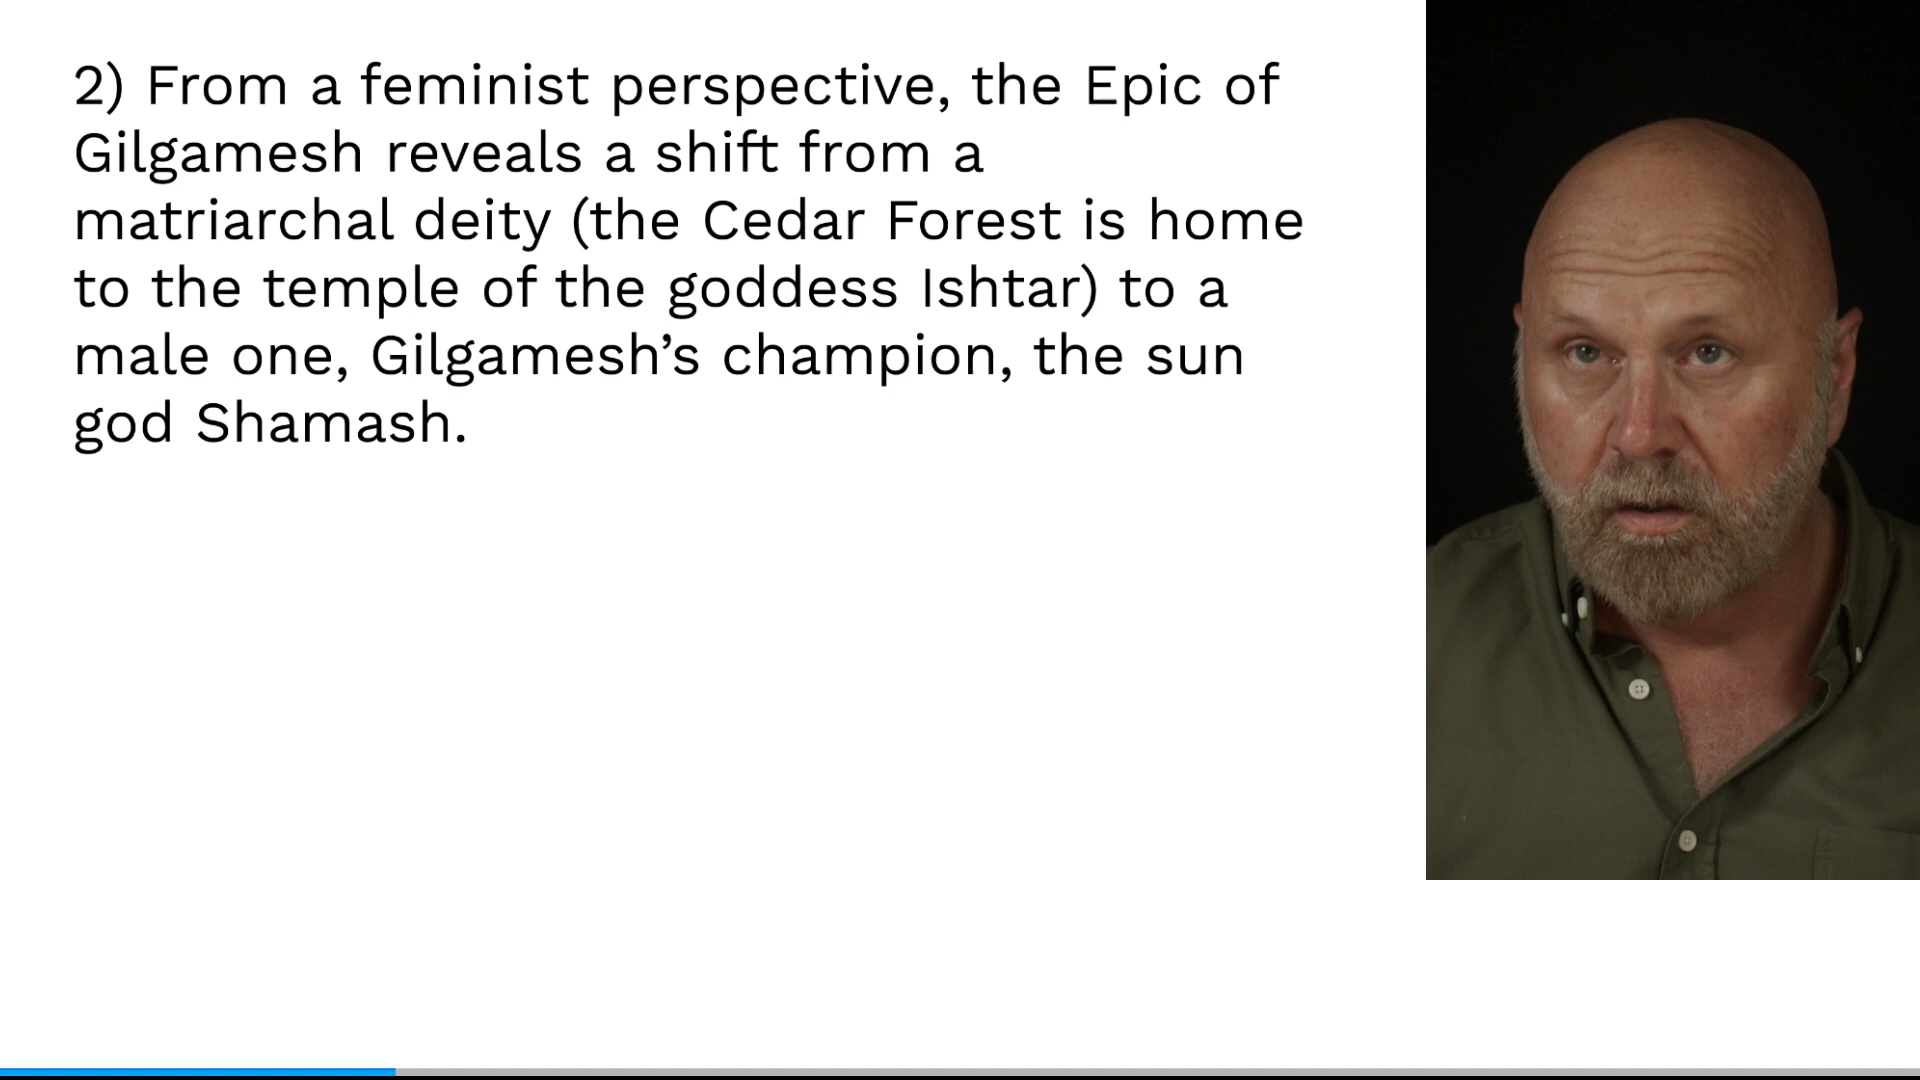 2) From a feminist perspective, the Epic of
Gilgamesh reveals a shift from a
matriarchal deity (the Cedar Forest is home
to the temple of the goddess Ishtar) to a
male one, Gilgamesh’s champion, the sun
god Shamash.